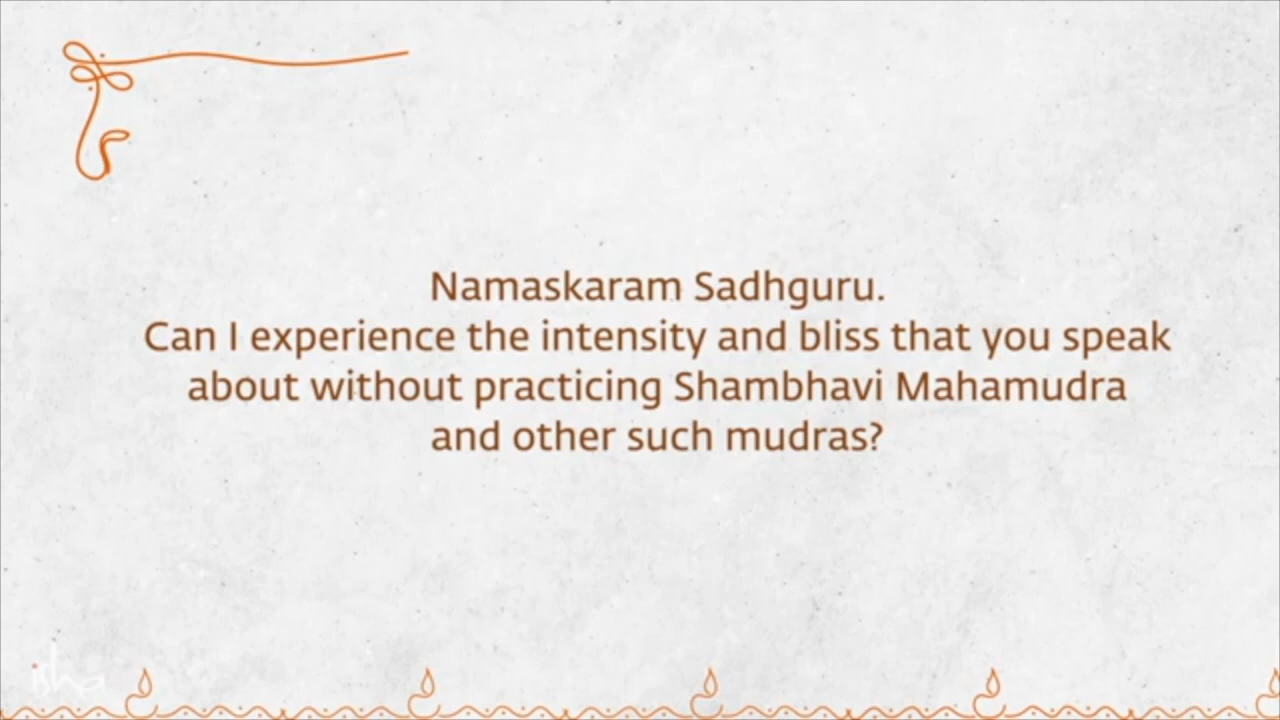 Namaskaram Sadhguru.
Can I experience the intensity and bliss that you speak
about without practicing Shambhavi Mahamudra
and other such mudras?
isha